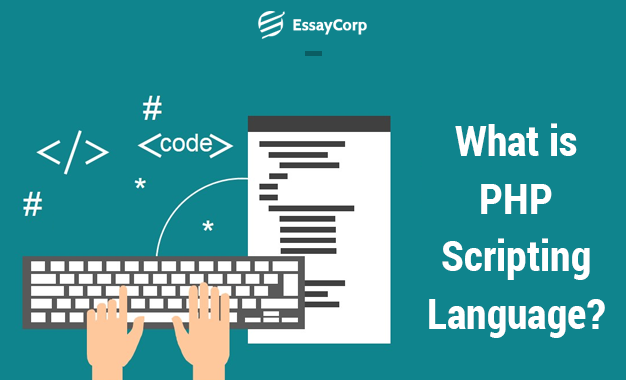 EssayCorp
#
</>
<code>
#
*
*
What is
PHP
Scripting
Language?